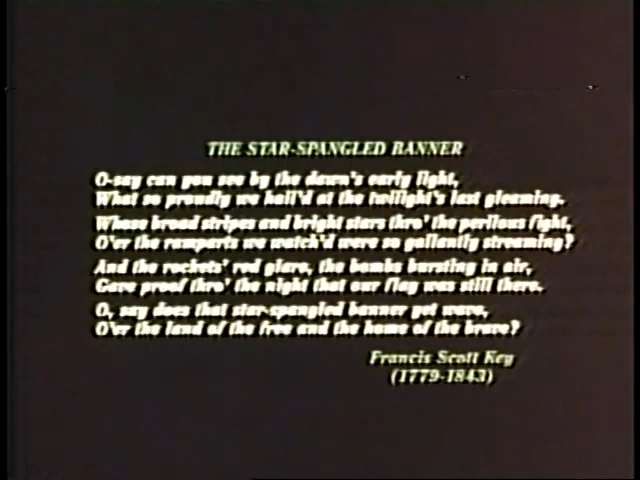 THE STAR-SPANGLED BANNER
O-say can you see by the dawn's early light,
What so proudly we hail'd at the twilight's last gleaming.
Whose broad stripes and bright stars thro' the perilous fight,
O'er the ramparts we watch'd were so gallantly streaming?
And the rockets' red glare, the bombs bursting in air,
Gave proof thro' the night that our flag was still there.
O, say does that star-spangled banner yet wave,
O'er the land of the free and the home of the brave?
Francis Scott Key
(1779-1843)